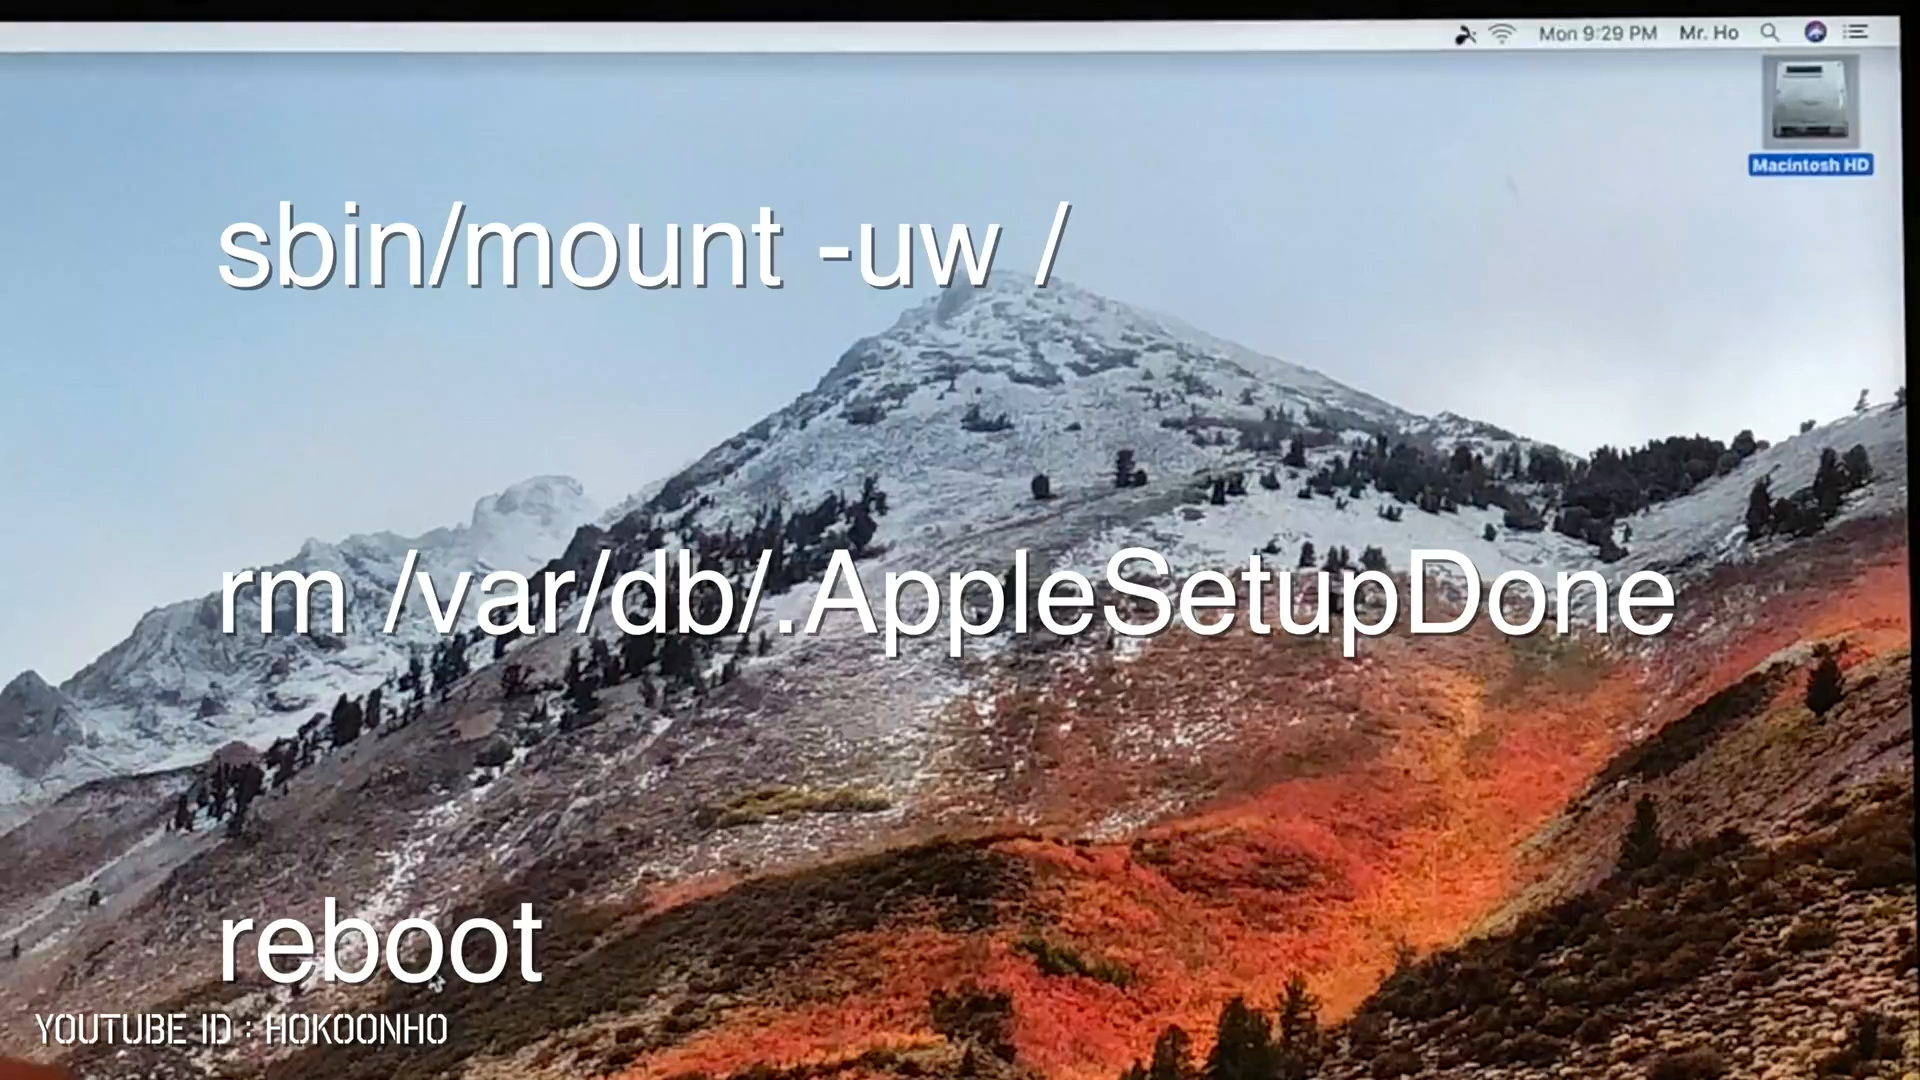 Mon 9:29 PM Mr. Ho
Macintosh HD
sbin/mount -uw /
rm /var/db/.AppleSetupDone
reboot
YOUTUBE ID : HOKOONHO